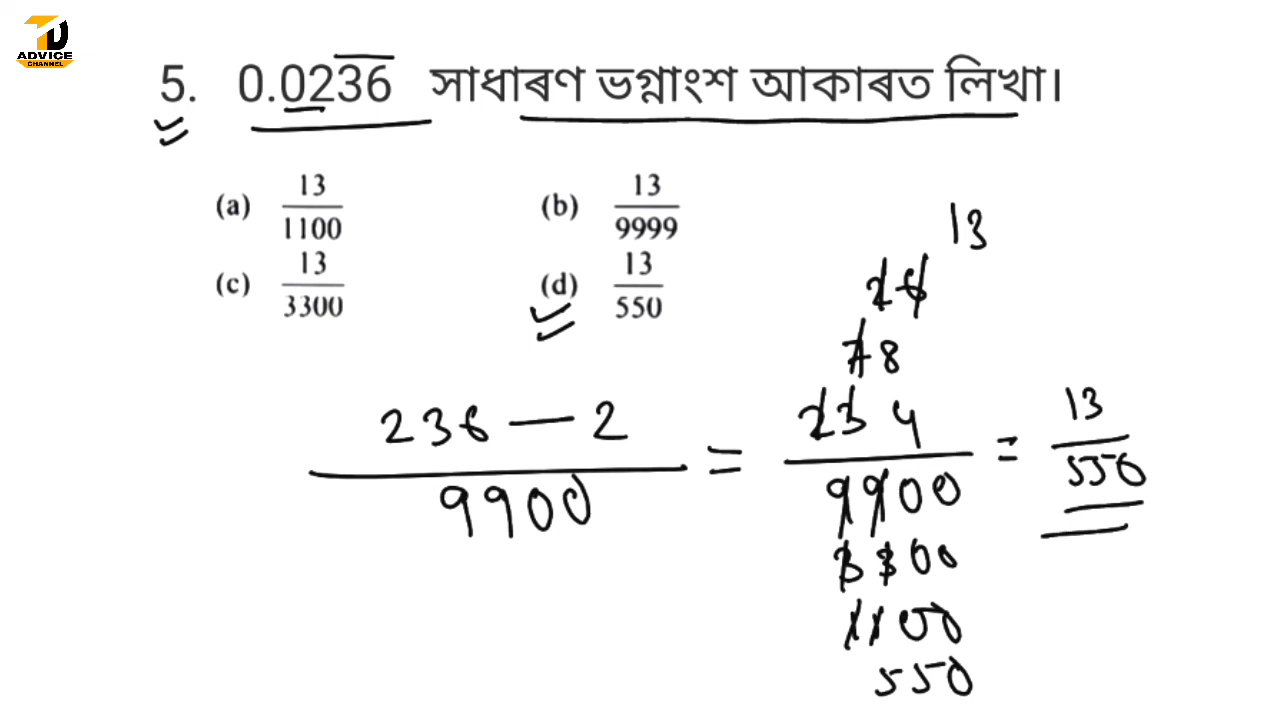 TD
ADVICE
CHANNEL
5. 0.0236 সাধাৰণ ভগ্নাংশ আকাৰত লিখা।
(a) 13/1100 (b) 13/9999
(c) 13/3300 (d) 13/550
13
26
78
236 — 2 / 9900 = 234 / 9900 = 13 / 550
3300
1100
550